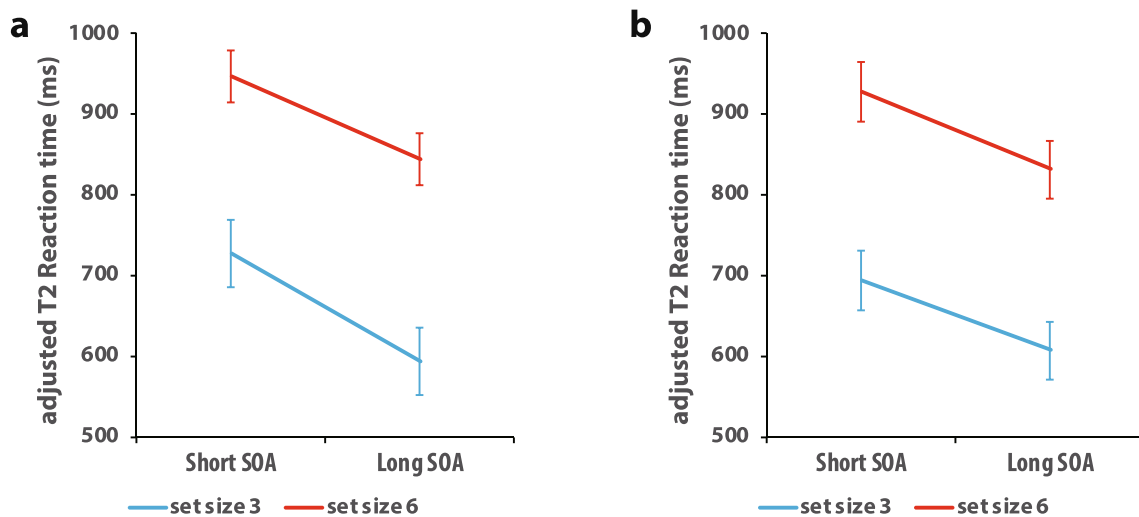 a
adjusted T2 Reaction time (ms)
1000
900
800
700
600
500
Short SOA Long SOA
set size 3 set size 6
b
adjusted T2 Reaction time (ms)
1000
900
800
700
600
500
Short SOA Long SOA
set size 3 set size 6